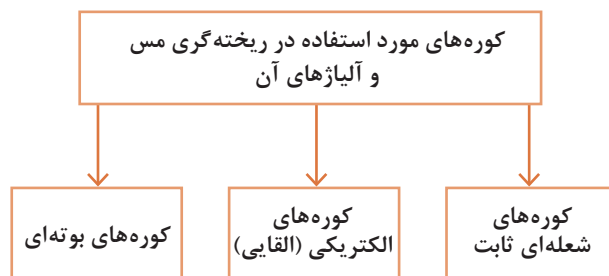 کوره‌های مورد استفاده در ریخته‌گری مس
و آلیاژهای آن
کوره‌های
شعله‌ای ثابت
کوره‌های
الکتریکی (القایی)
کوره‌های بوته‌ای